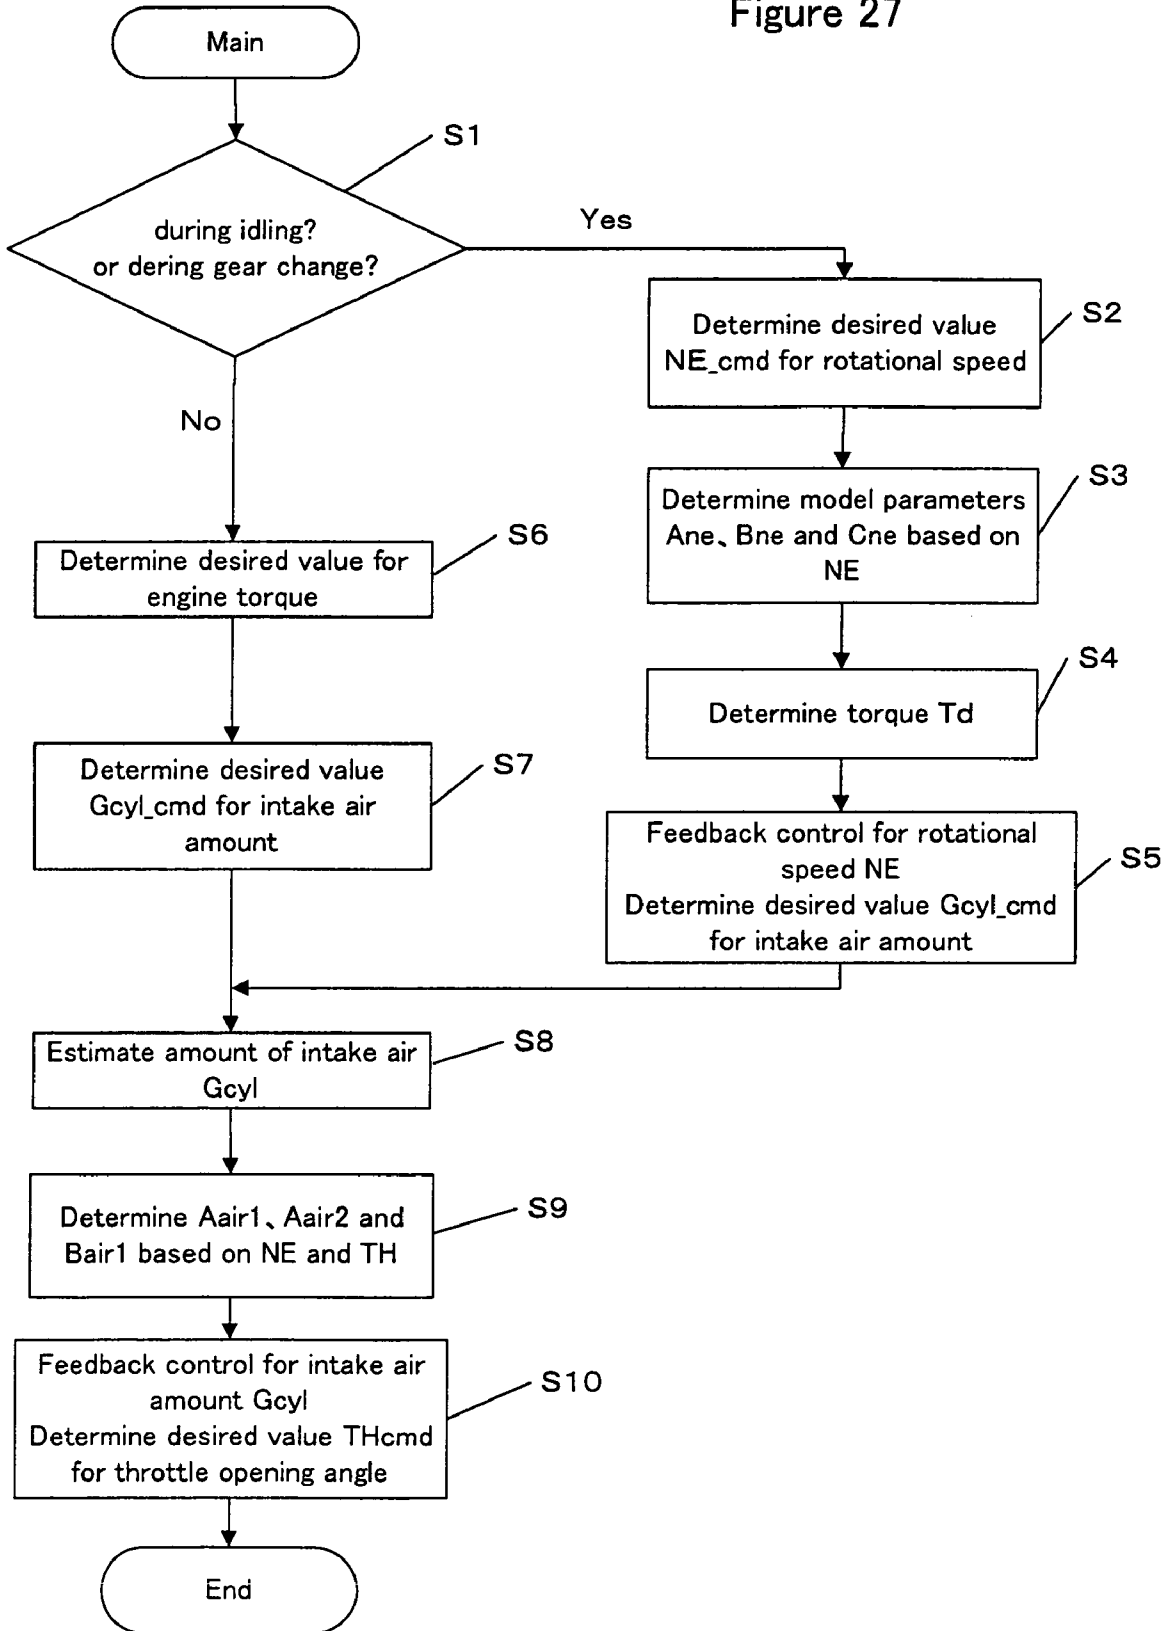 Figure 27
Main
S1
during idling?
or dering gear change?
Yes
No
S2
Determine desired value
NE_cmd for rotational speed
S3
Determine model parameters
Ane、Bne and Cne based on
NE
S4
Determine torque Td
S5
Feedback control for rotational
speed NE
Determine desired value Gcyl_cmd
for intake air amount
S6
Determine desired value for
engine torque
S7
Determine desired value
Gcyl_cmd for intake air
amount
S8
Estimate amount of intake air
Gcyl
S9
Determine Aair1、Aair2 and
Bair1 based on NE and TH
S10
Feedback control for intake air
amount Gcyl
Determine desired value THcmd
for throttle opening angle
End